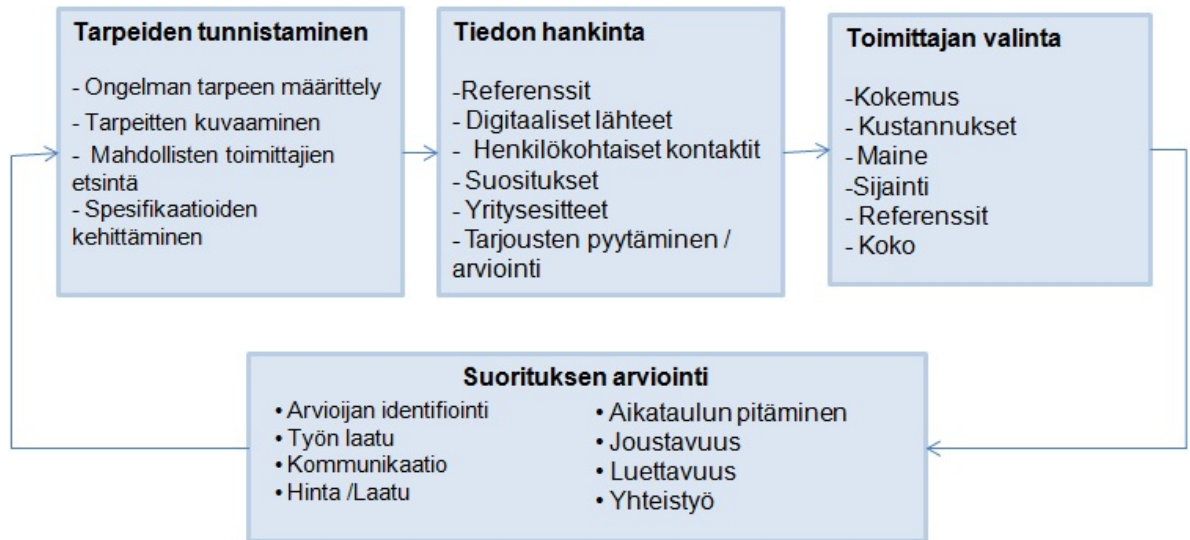 Tarpeiden tunnistaminen
- Ongelman tarpeen määrittely
- Tarpeitten kuvaaminen
- Mahdollisten toimittajien
etsintä
- Spesifikaatioiden
kehittäminen
Tiedon hankinta
-Referenssit
- Digitaaliset lähteet
- Henkilökohtaiset kontaktit
- Suositukset
- Yritysesitteet
- Tarjousten pyytäminen /
arviointi
Toimittajan valinta
-Kokemus
- Kustannukset
- Maine
-Sijainti
- Referenssit
- Koko
Suorituksen arviointi
• Arvioijan identifiointi
• Työn laatu
• Kommunikaatio
• Hinta /Laatu
• Aikataulun pitäminen
• Joustavuus
• Luettavuus
• Yhteistyö